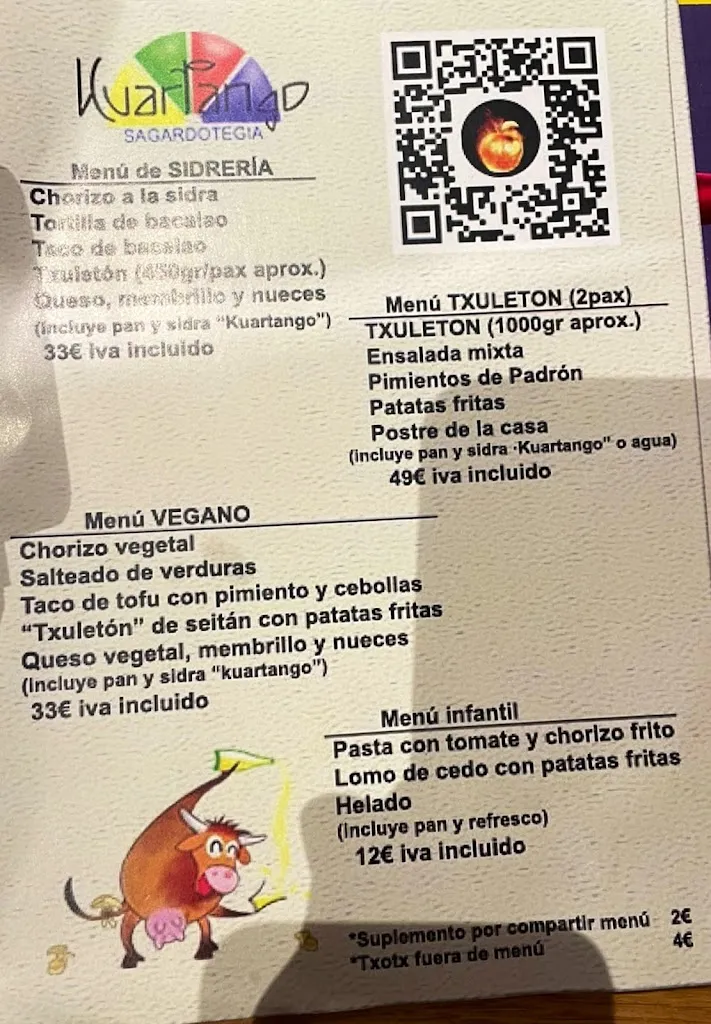 Kuartango
SAGARDOTEGIA
Menú de SIDRERÍA
Chorizo a la sidra
Tortilla de bacalao
Taco de bacalao
Txuletón (450gr/pax aprox.)
Queso, membrillo y nueces
(incluye pan y sidra "Kuartango")
33€ iva incluido
Menú TXULETON (2pax)
TXULETON (1000gr aprox.)
Ensalada mixta
Pimientos de Padrón
Patatas fritas
Postre de la casa
(incluye pan y sidra ·Kuartango" o agua)
49€ iva incluido
Menú VEGANO
Chorizo vegetal
Salteado de verduras
Taco de tofu con pimiento y cebollas
"Txuletón" de seitán con patatas fritas
Queso vegetal, membrillo y nueces
(Incluye pan y sidra "kuartango")
33€ iva incluido
Menú infantil
Pasta con tomate y chorizo frito
Lomo de cedo con patatas fritas
Helado
(incluye pan y refresco)
12€ iva incluido
*Suplemento por compartir menú 2€
*Txotx fuera de menú 4€